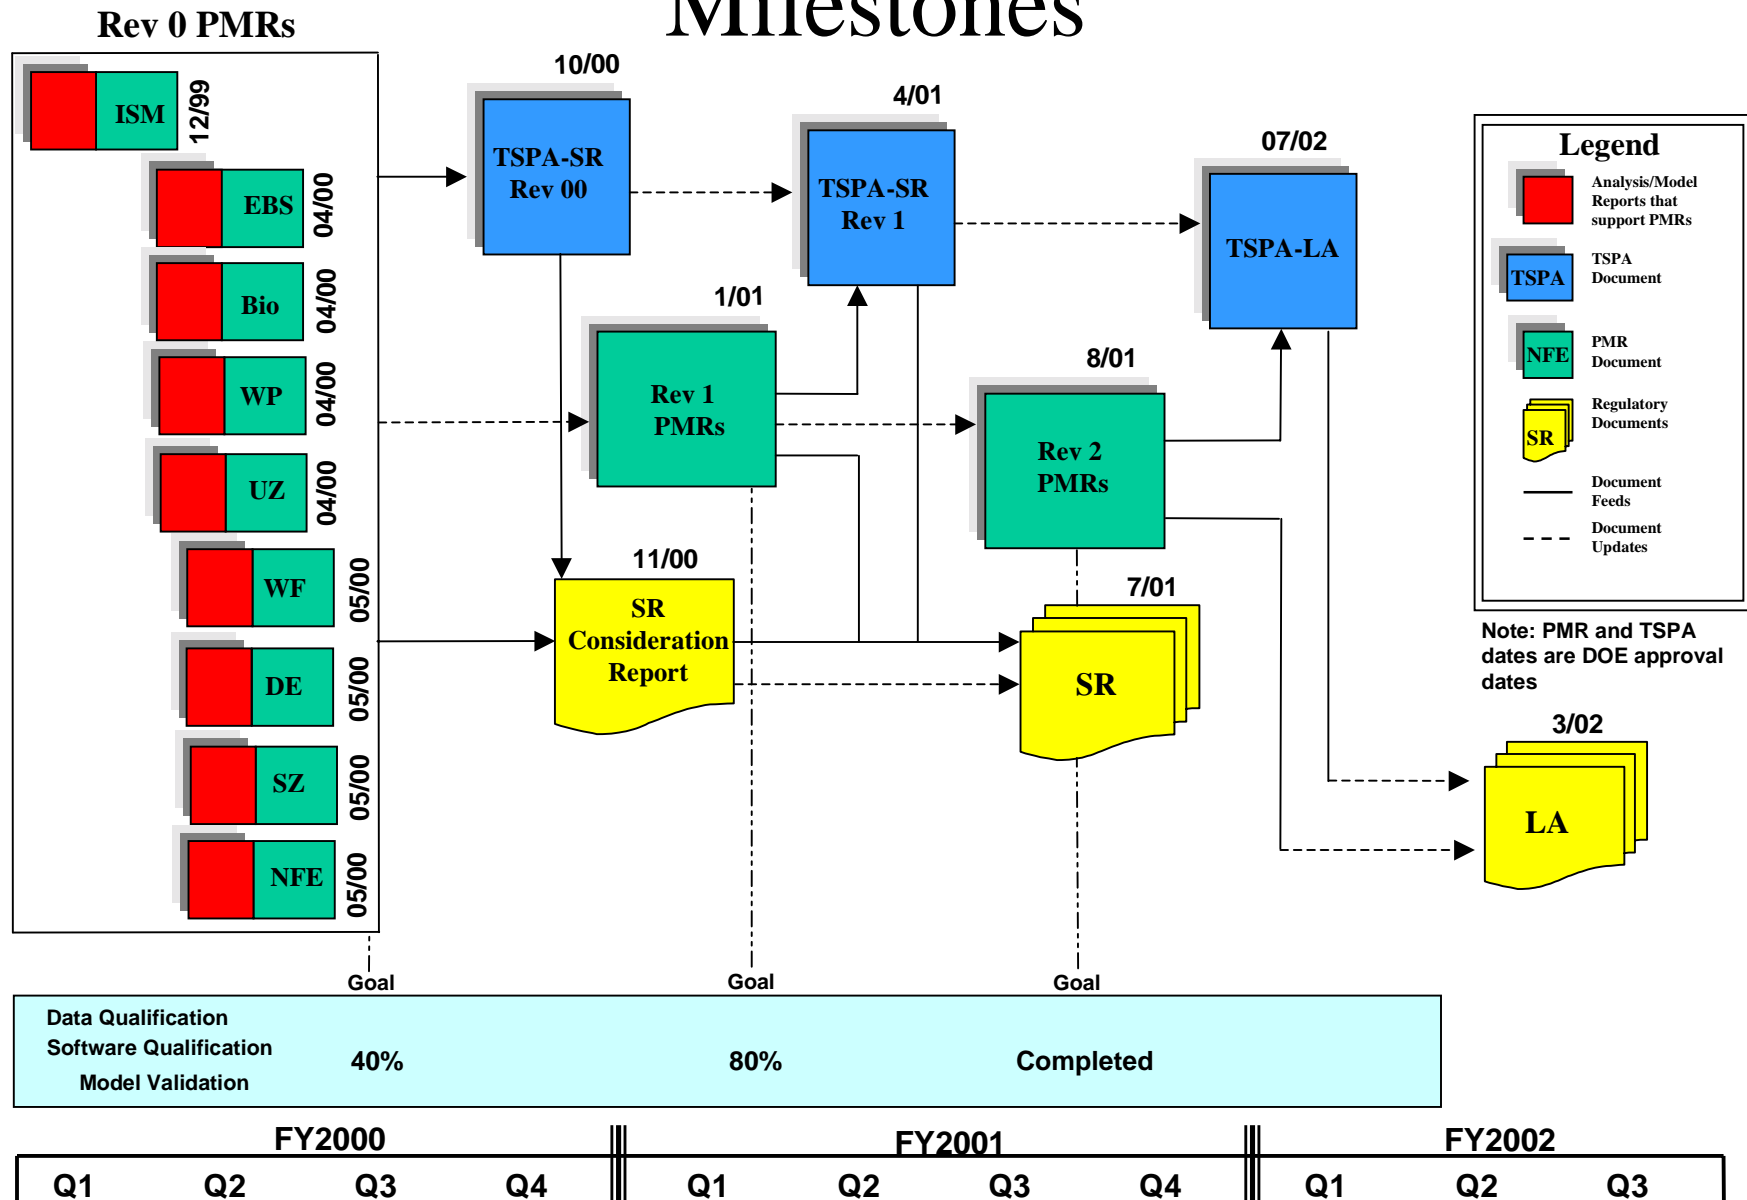 Milestones
Rev 0 PMRs
ISM
12/99
EBS
04/00
Bio
04/00
WP
04/00
UZ
04/00
WF
05/00
DE
05/00
SZ
05/00
NFE
05/00
10/00
TSPA-SR
Rev 00
4/01
TSPA-SR
Rev 1
07/02
TSPA-LA
1/01
Rev 1
PMRs
8/01
Rev 2
PMRs
11/00
SR
Consideration
Report
7/01
SR
3/02
LA
Legend
Analysis/Model
Reports that
support PMRs
TSPA
TSPA
Document
NFE
PMR
Document
SR
Regulatory
Documents
Document
Feeds
Document
Updates
Note: PMR and TSPA
dates are DOE approval
dates
Goal
Goal
Goal
Data Qualification
Software Qualification
Model Validation
40%
80%
Completed
FY2000
FY2001
FY2002
Q1
Q2
Q3
Q4
Q1
Q2
Q3
Q4
Q1
Q2
Q3